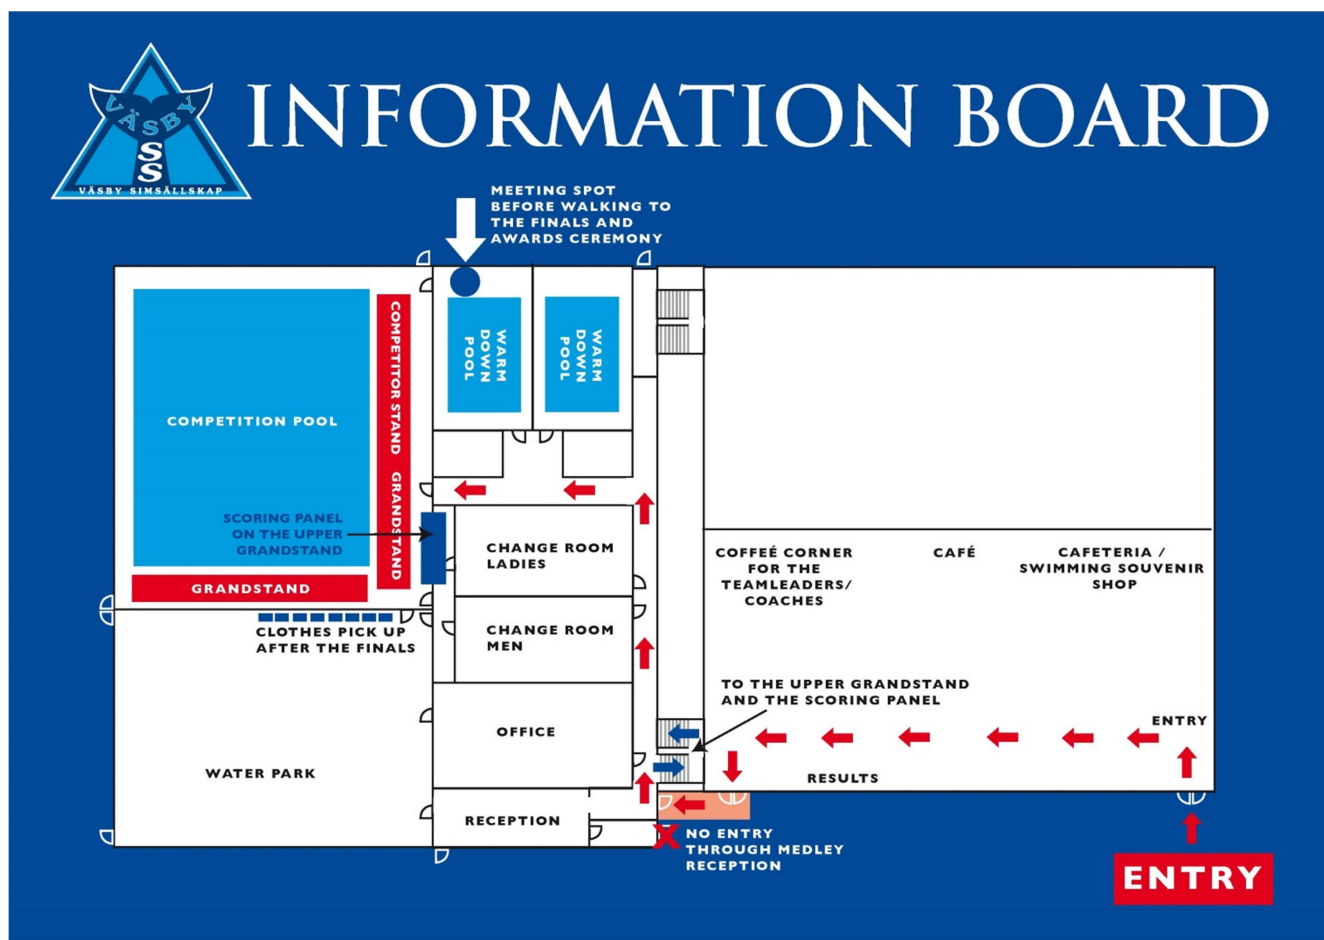 VÄSBY
SS
VÄSBY SIMSÄLLSKAP
INFORMATION BOARD
MEETING SPOT
BEFORE WALKING TO
THE FINALS AND
AWARDS CEREMONY
COMPETITION POOL
COMPETITOR STAND
GRANDSTAND
WARM
DOWN
POOL
WARM
DOWN
POOL
SCORING PANEL
ON THE UPPER
GRANDSTAND
GRANDSTAND
CLOTHES PICK UP
AFTER THE FINALS
WATER PARK
CHANGE ROOM
LADIES
CHANGE ROOM
MEN
OFFICE
RECEPTION
COFFEÉ CORNER
FOR THE
TEAMLEADERS/
COACHES
CAFÉ
CAFETERIA /
SWIMMING SOUVENIR
SHOP
TO THE UPPER GRANDSTAND
AND THE SCORING PANEL
ENTRY
RESULTS
X NO ENTRY
THROUGH MEDLEY
RECEPTION
ENTRY